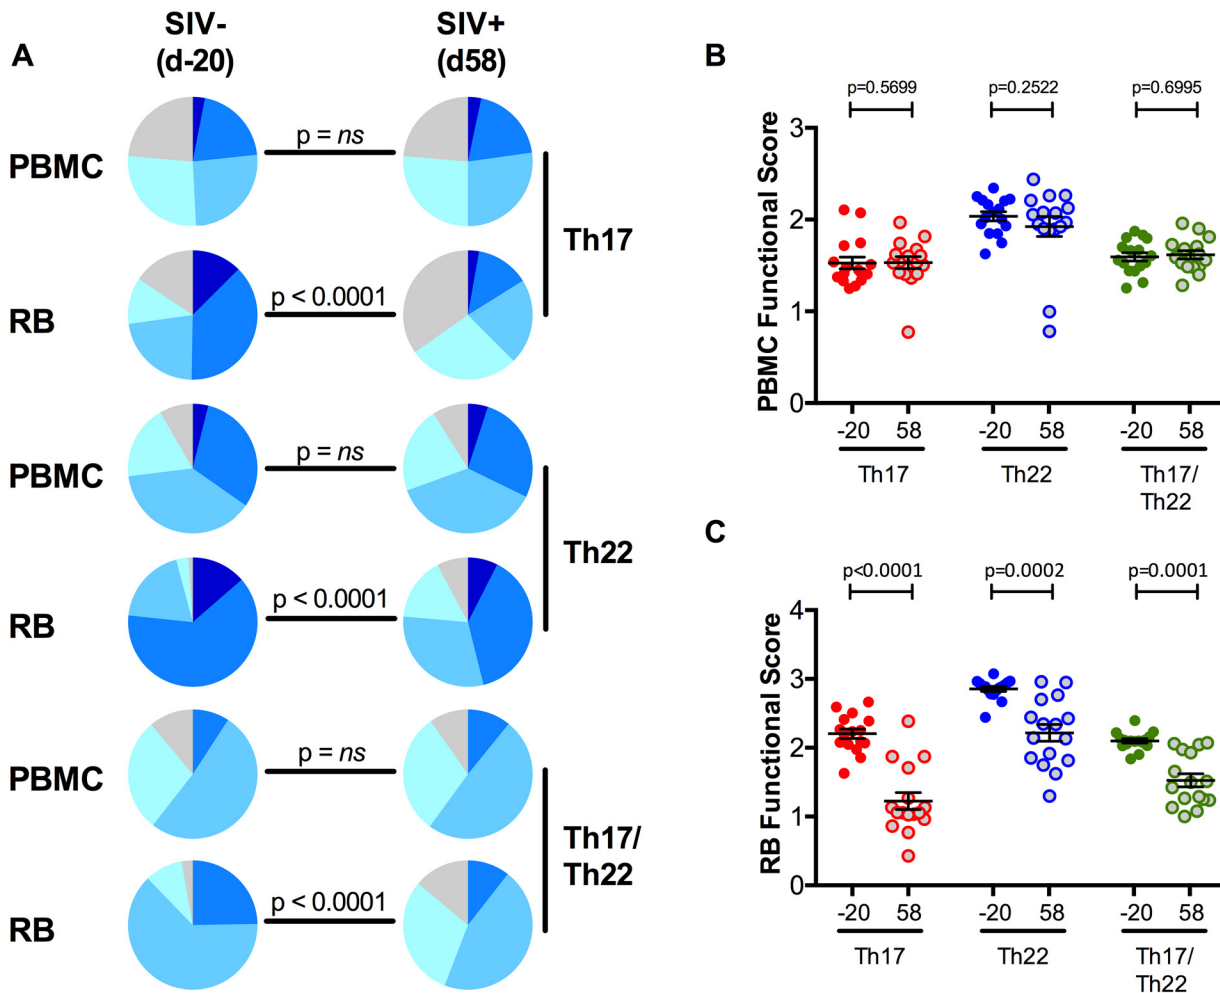 A
SIV-
(d-20)
SIV+
(d58)
PBMC
p = ns
RB
p < 0.0001
Th17
PBMC
p = ns
RB
p < 0.0001
Th22
PBMC
p = ns
RB
p < 0.0001
Th17/
Th22
B
p=0.5699
p=0.2522
p=0.6995
PBMC Functional Score
3
2
1
0
-20
58
-20
58
-20
58
Th17
Th22
Th17/
Th22
C
p<0.0001
p=0.0002
p=0.0001
RB Functional Score
4
3
2
1
0
-20
58
-20
58
-20
58
Th17
Th22
Th17/
Th22